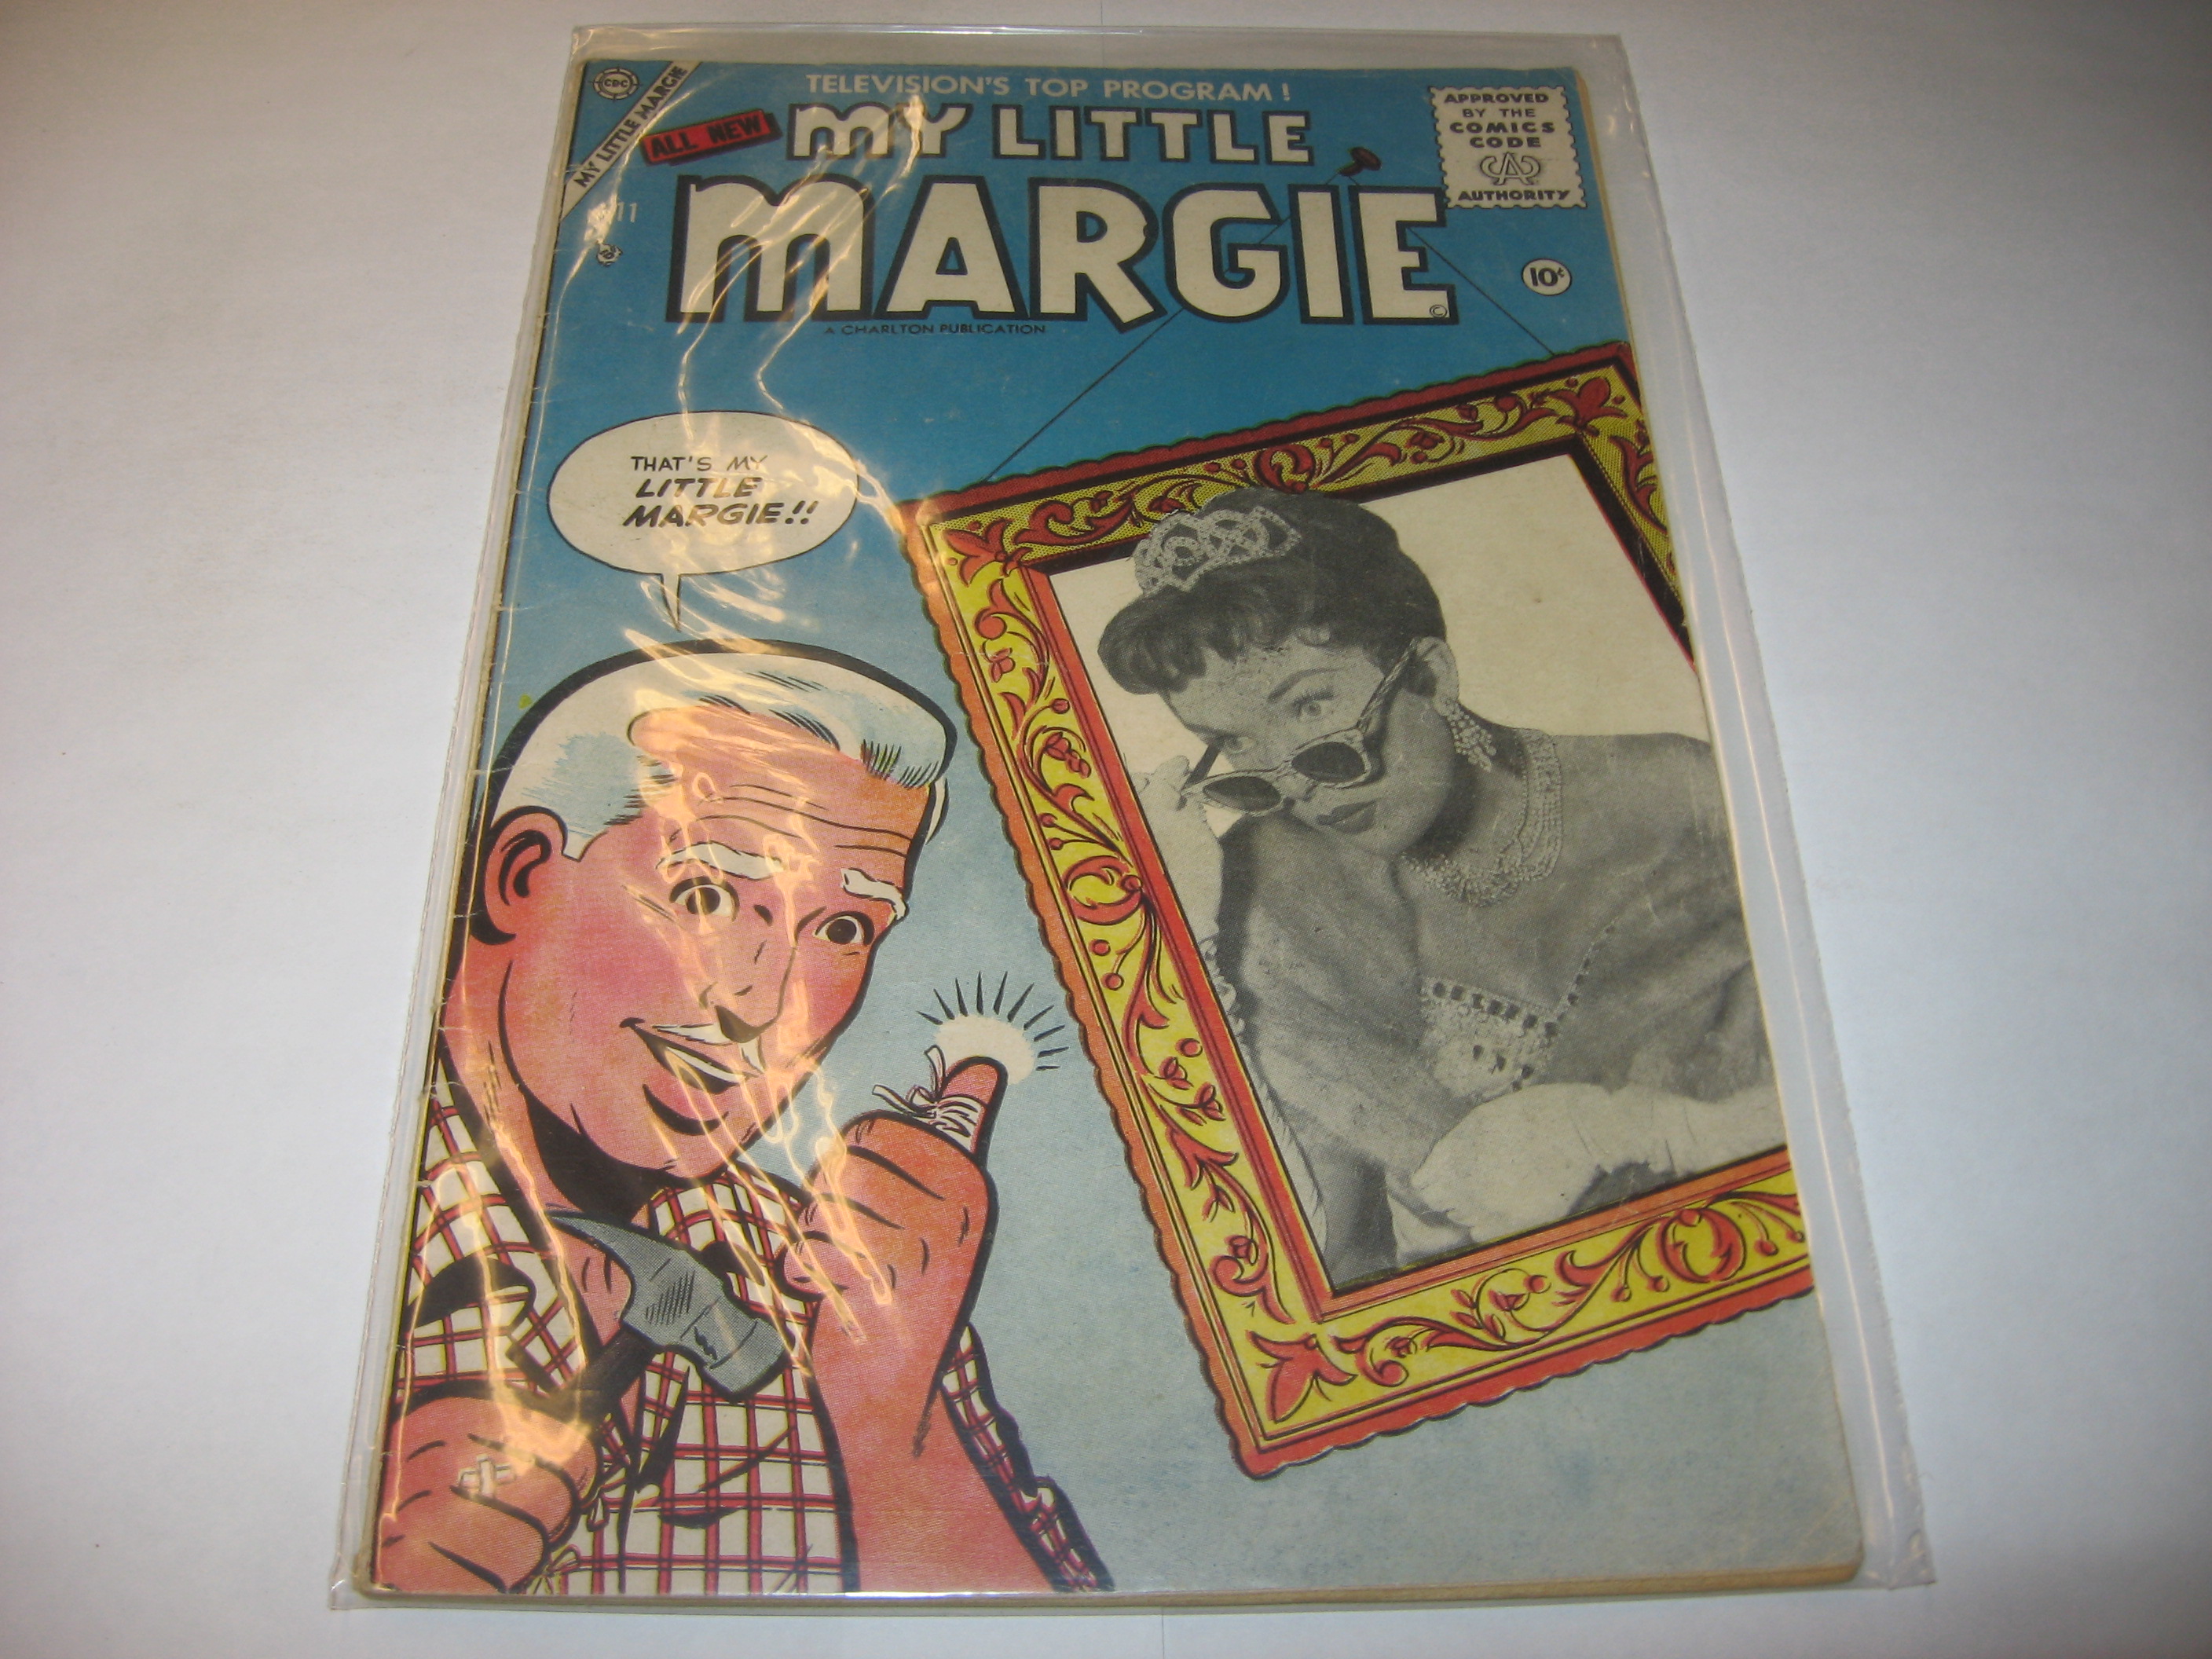 CDC
MY LITTLE MARGIE
TELEVISION'S TOP PROGRAM!
ALL NEW
MY LITTLE
MARGIE
©
A CHARLTON PUBLICATION
APPROVED
BY THE
COMICS
CODE
CA
AUTHORITY
11
10¢
THAT'S MY
LITTLE
MARGIE!!